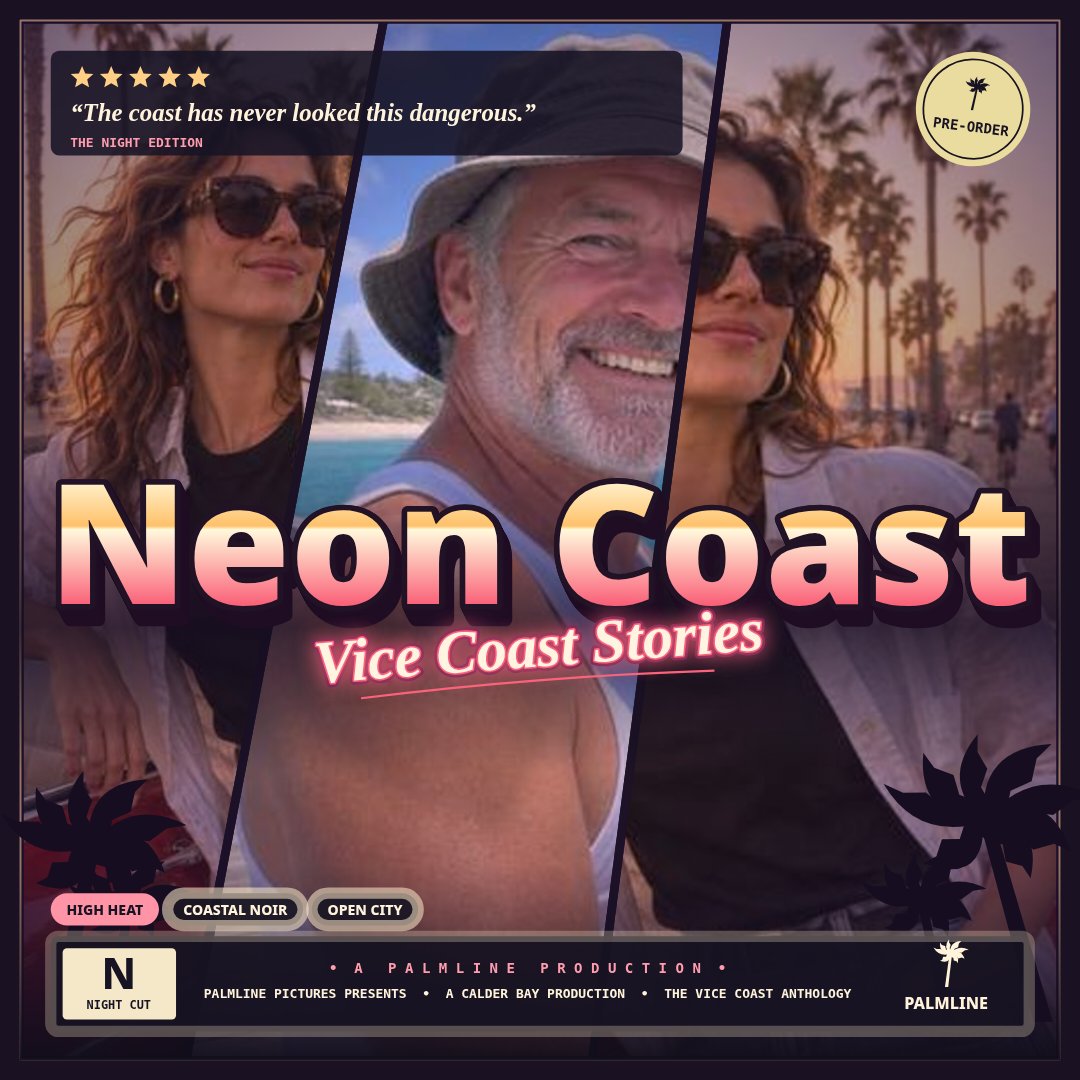 “The coast has never looked this dangerous.”
THE NIGHT EDITION
PRE-ORDER
Neon Coast
Vice Coast Stories
HIGH HEAT
COASTAL NOIR
OPEN CITY
N
NIGHT CUT
• A PALMLINE PRODUCTION •
PALMLINE PICTURES PRESENTS • A CALDER BAY PRODUCTION • THE VICE COAST ANTHOLOGY
PALMLINE